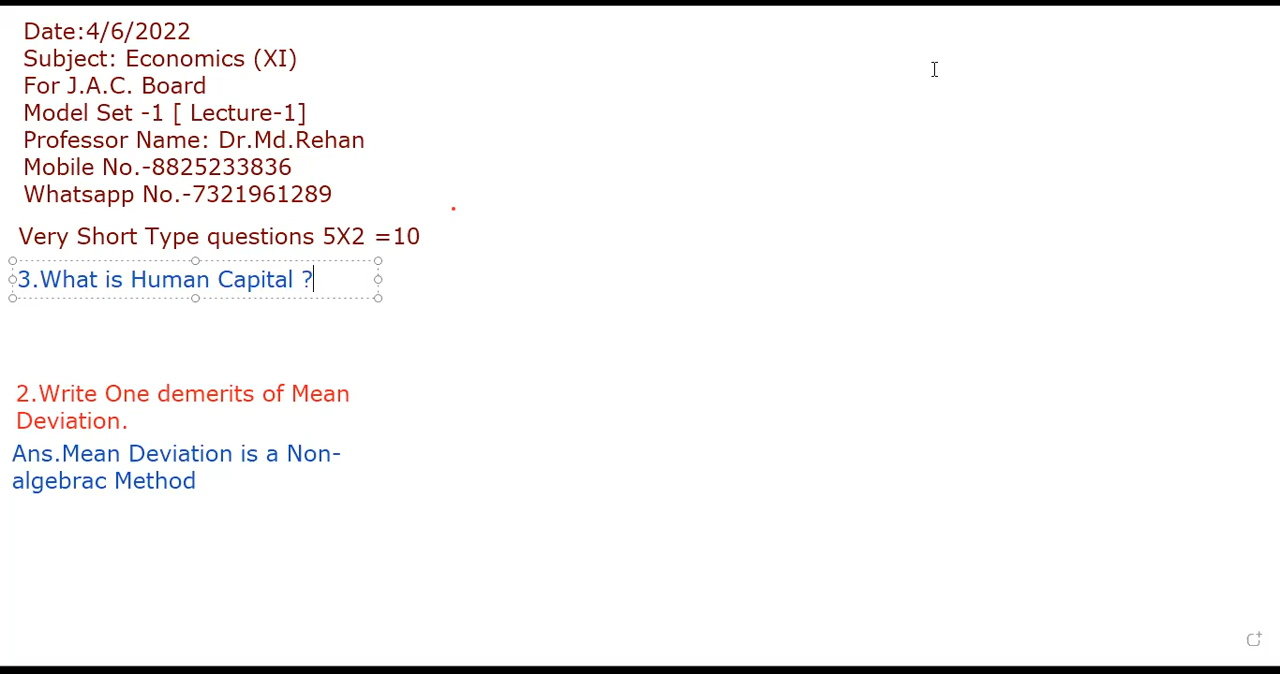 Date:4/6/2022
Subject: Economics (XI)
For J.A.C. Board
Model Set -1 [ Lecture-1]
Professor Name: Dr.Md.Rehan
Mobile No.-8825233836
Whatsapp No.-7321961289
Very Short Type questions 5X2 =10
3.What is Human Capital ?
2.Write One demerits of Mean
Deviation.
Ans.Mean Deviation is a Non-
algebrac Method